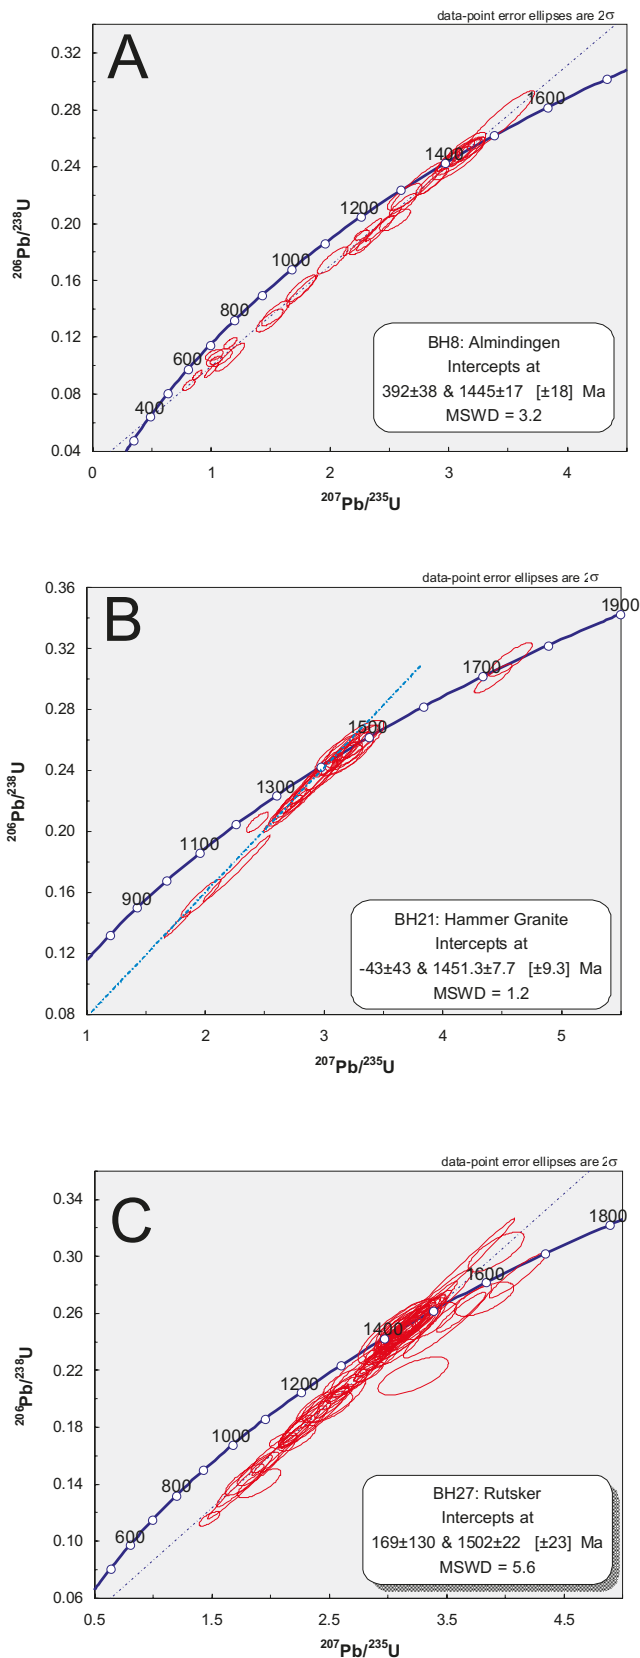 data-point error ellipses are 2σ
A
0.32
0.28
0.24
0.20
0.16
0.12
0.08
0.04
206Pb/238U
1600
1400
1200
1000
800
600
400
BH8: Almindingen
Intercepts at
392±38 & 1445±17 [±18] Ma
MSWD = 3.2
0 1 2 3 4
207Pb/235U
data-point error ellipses are 2σ
B
0.36
0.32
0.28
0.24
0.20
0.16
0.12
0.08
206Pb/238U
1900
1700
1500
1300
1100
900
BH21: Hammer Granite
Intercepts at
-43±43 & 1451.3±7.7 [±9.3] Ma
MSWD = 1.2
1 2 3 4 5
207Pb/235U
data-point error ellipses are 2σ
C
0.34
0.30
0.26
0.22
0.18
0.14
0.10
0.06
206Pb/238U
1800
1600
1400
1200
1000
800
600
BH27: Rutsker
Intercepts at
169±130 & 1502±22 [±23] Ma
MSWD = 5.6
0.5 1.5 2.5 3.5 4.5
207Pb/235U